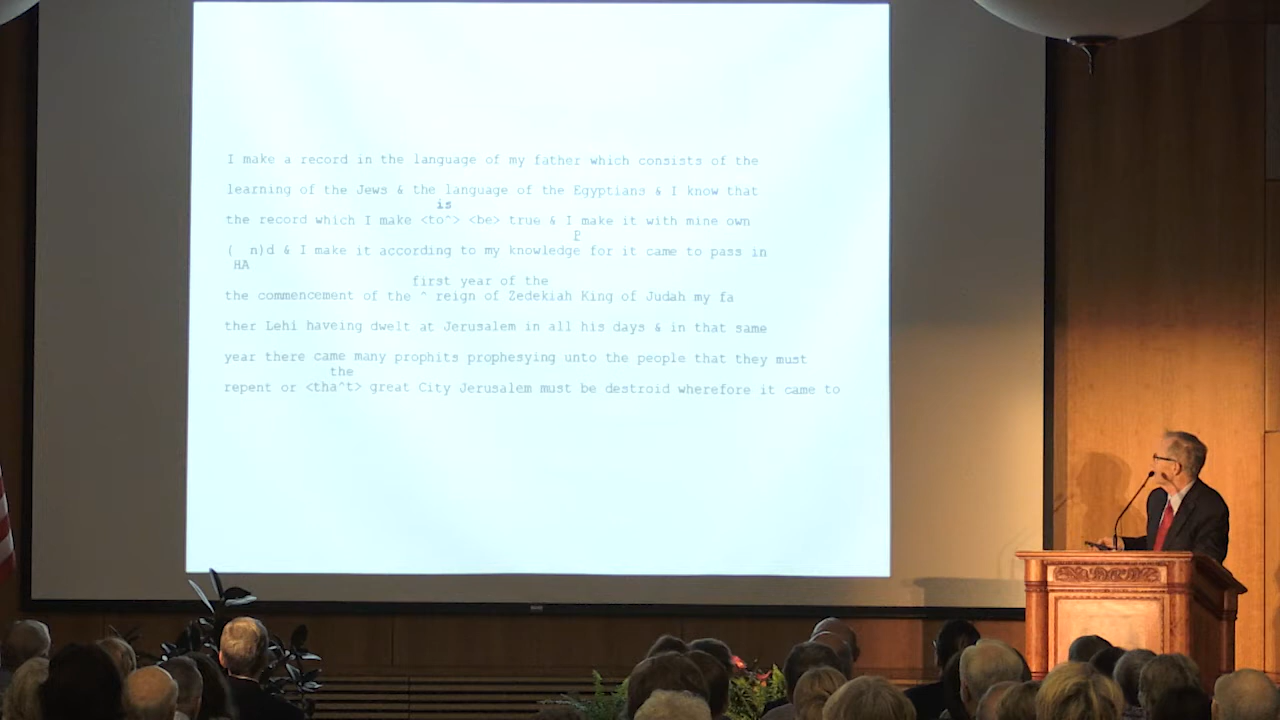 I make a record in the language of my father which consists of the
learning of the Jews & the language of the Egyptians & I know that
is
the record which I make <to^> <be> true & I make it with mine own
P
( n)d & I make it according to my knowledge for it came to pass in
HA
first year of the
the commencement of the ^ reign of Zedekiah King of Judah my fa
ther Lehi haveing dwelt at Jerusalem in all his days & in that same
year there came many prophits prophesying unto the people that they must
the
repent or <tha^t> great City Jerusalem must be destroid wherefore it came to